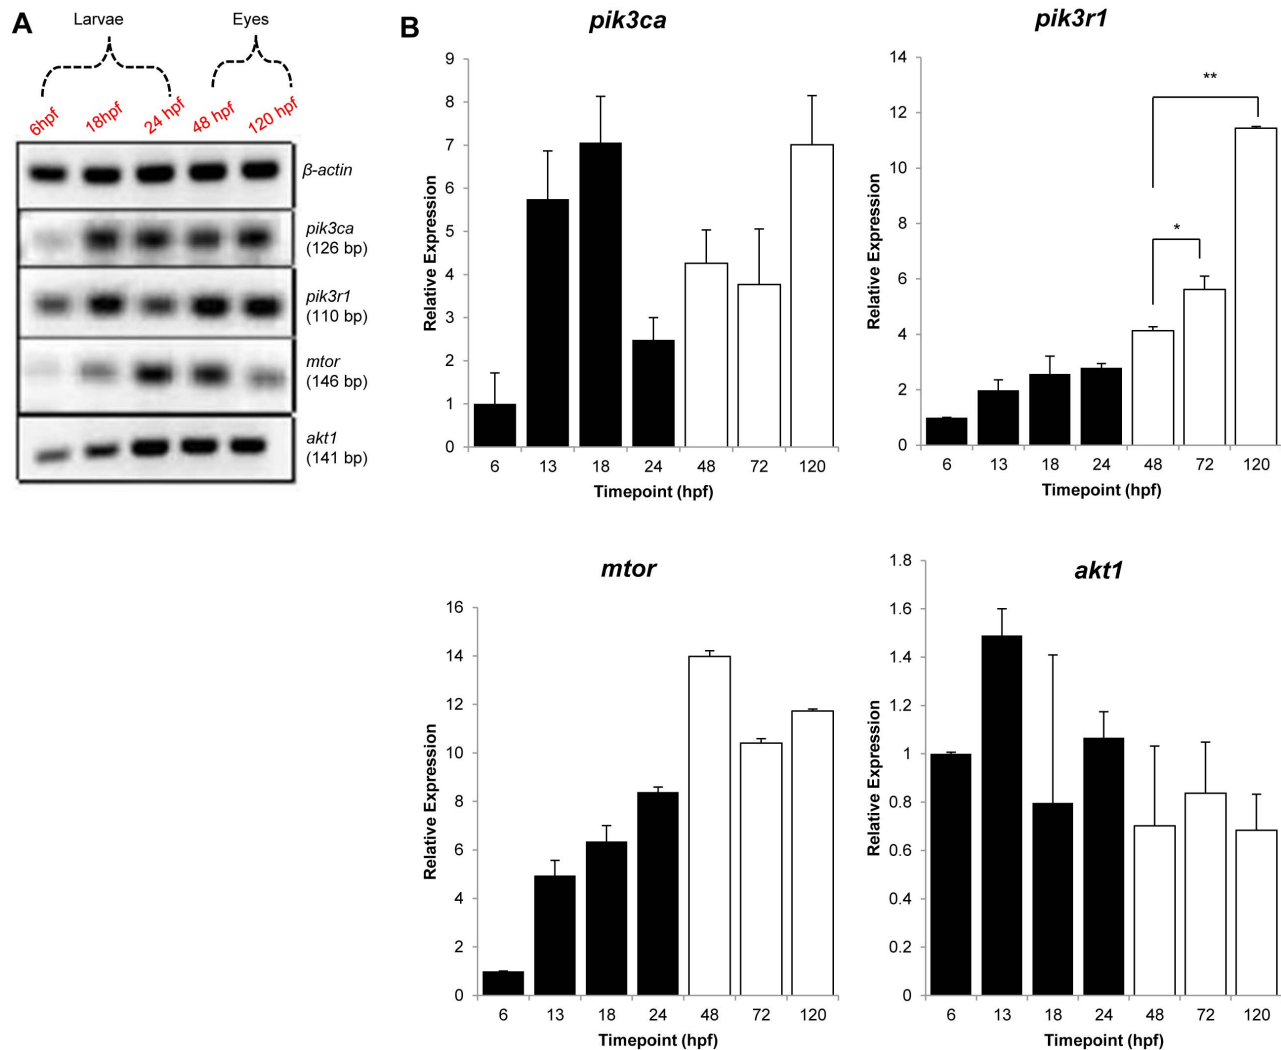 A
Larvae
Eyes
6hpf
18hpf
24 hpf
48 hpf
120 hpf
β-actin
pik3ca
(126 bp)
pik3r1
(110 bp)
mtor
(146 bp)
akt1
(141 bp)
B
pik3ca
Relative Expression
9
8
7
6
5
4
3
2
1
0
6 13 18 24 48 72 120
Timepoint (hpf)
pik3r1
Relative Expression
14
12
10
8
6
4
2
0
**
*
6 13 18 24 48 72 120
Timepoint (hpf)
mtor
Relative Expression
16
14
12
10
8
6
4
2
0
6 13 18 24 48 72 120
Timepoint (hpf)
akt1
Relative Expression
1.8
1.6
1.4
1.2
1
0.8
0.6
0.4
0.2
0
6 13 18 24 48 72 120
Timepoint (hpf)